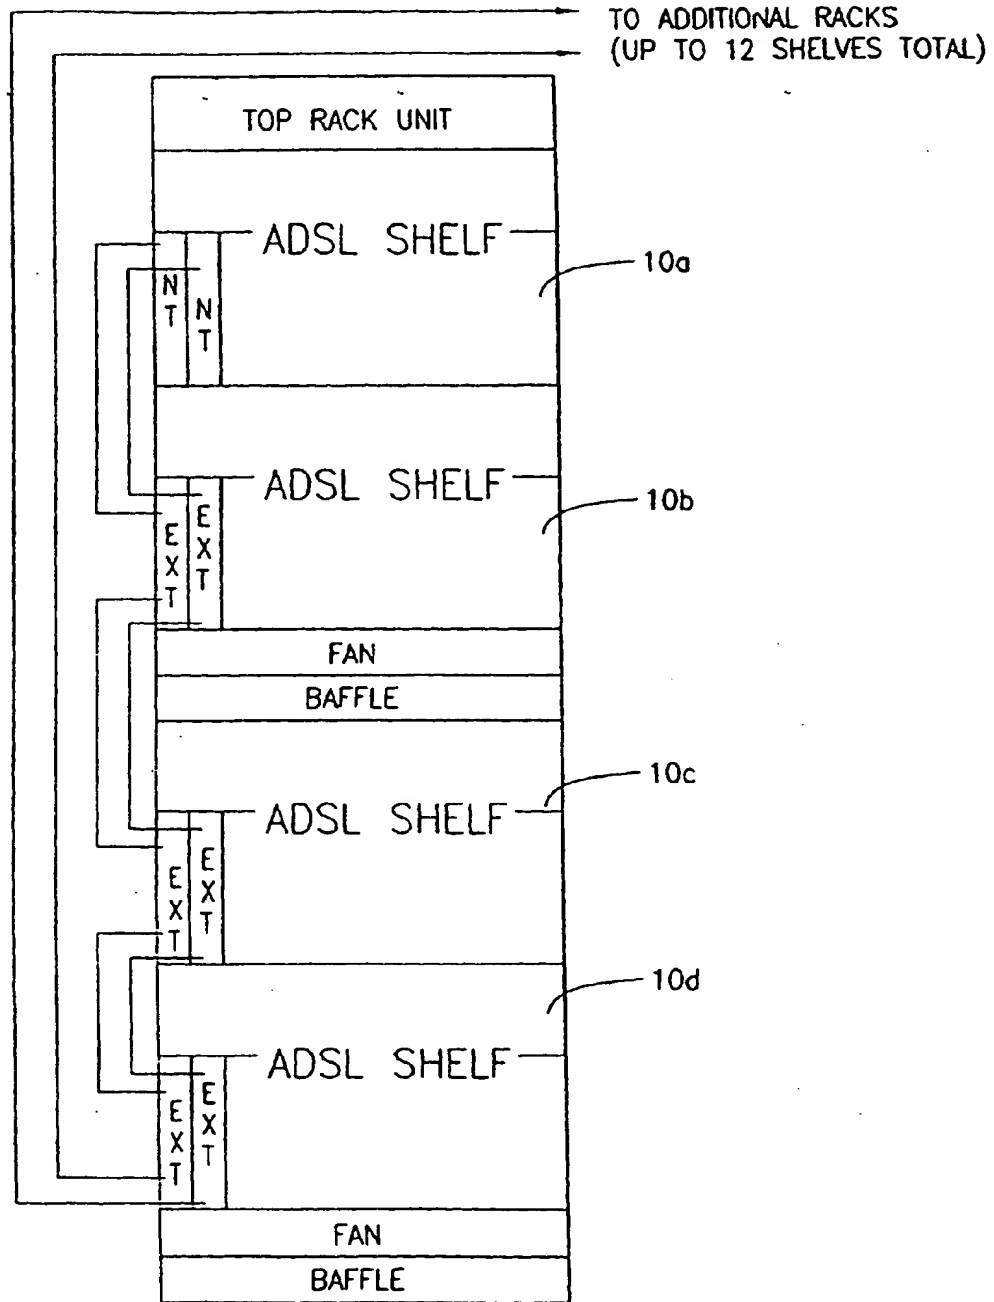 TO ADDITIONAL RACKS
(UP TO 12 SHELVES TOTAL)
TOP RACK UNIT
ADSL SHELF
10a
NT
NT
ADSL SHELF
10b
EXT
EXT
FAN
BAFFLE
10c
ADSL SHELF
EXT
EXT
10d
ADSL SHELF
EXT
EXT
FAN
BAFFLE